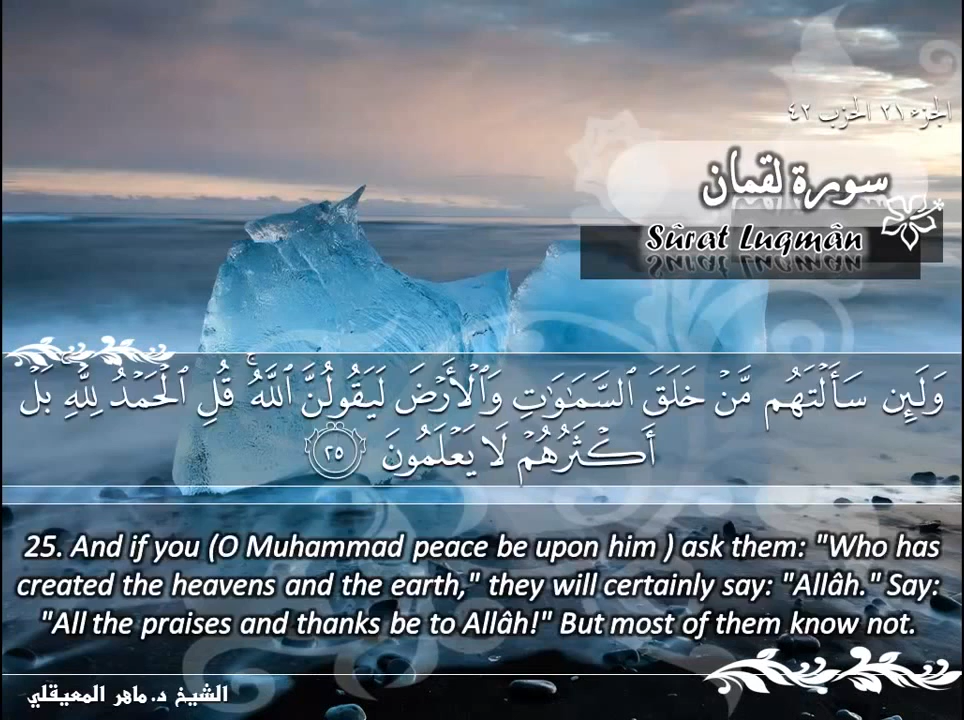 الجزء ٢١ الحزب ٤٢
سورة لقمان
Sûrat Luqmân
وَلَئِن سَأَلْتَهُم مَّنْ خَلَقَ ٱلسَّمَـٰوَٰتِ وَٱلْأَرْضَ لَيَقُولُنَّ ٱللَّهُ ۚ قُلِ ٱلْحَمْدُ لِلَّهِ ۚ بَلْ
أَكْثَرُهُمْ لَا يَعْلَمُونَ ٢٥
25. And if you (O Muhammad peace be upon him ) ask them: "Who has
created the heavens and the earth," they will certainly say: "Allâh." Say:
"All the praises and thanks be to Allâh!" But most of them know not.
الشيخ د. ماهر المعيقلي